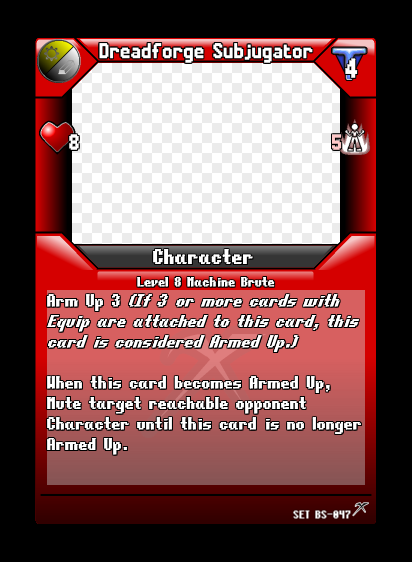 Dreadforge Subjugator
4
8
5
Character
Level 8 Machine Brute
Arm Up 3 (If 3 or more cards with
Equip are attached to this card, this
card is considered Armed Up.)
When this card becomes Armed Up,
Mute target reachable opponent
Character until this card is no longer
Armed Up.
SET BS-047